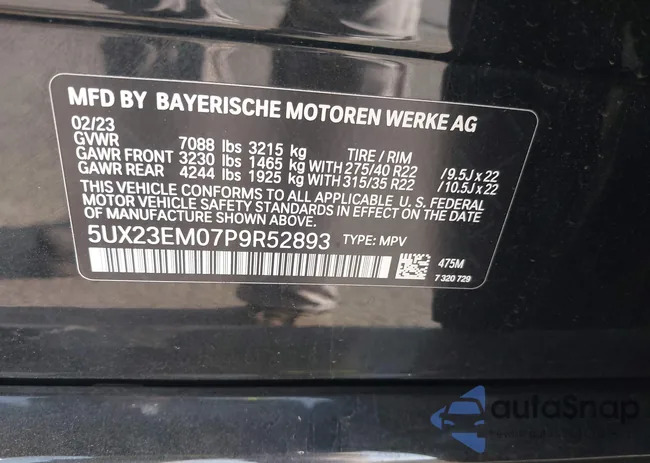 MFD BY BAYERISCHE MOTOREN WERKE AG
02/23
GVWR 7088 lbs 3215 kg TIRE / RIM
GAWR FRONT 3230 lbs 1465 kg WITH 275/40 R22 /9.5J x 22
GAWR REAR 4244 lbs 1925 kg WITH 315/35 R22 /10.5J x 22
THIS VEHICLE CONFORMS TO ALL APPLICABLE, U. S. FEDERAL
MOTOR VEHICLE SAFETY STANDARDS IN EFFECT
ON THE DATE OF MANUFACTURE SHOWN ABOVE.
5UX23EM07P9R52893 TYPE: MPV
475M
7 320 729
autoSnap